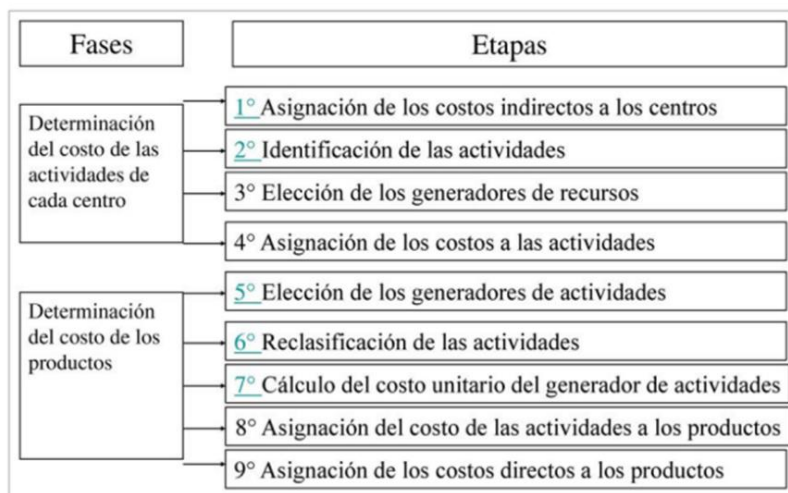 Fases
Etapas
Determinación
del costo de las
actividades de
cada centro
1° Asignación de los costos indirectos a los centros
2° Identificación de las actividades
3° Elección de los generadores de recursos
4° Asignación de los costos a las actividades
Determinación
del costo de los
productos
5° Elección de los generadores de actividades
6° Reclasificación de las actividades
7° Cálculo del costo unitario del generador de actividades
8° Asignación del costo de las actividades a los productos
9° Asignación de los costos directos a los productos